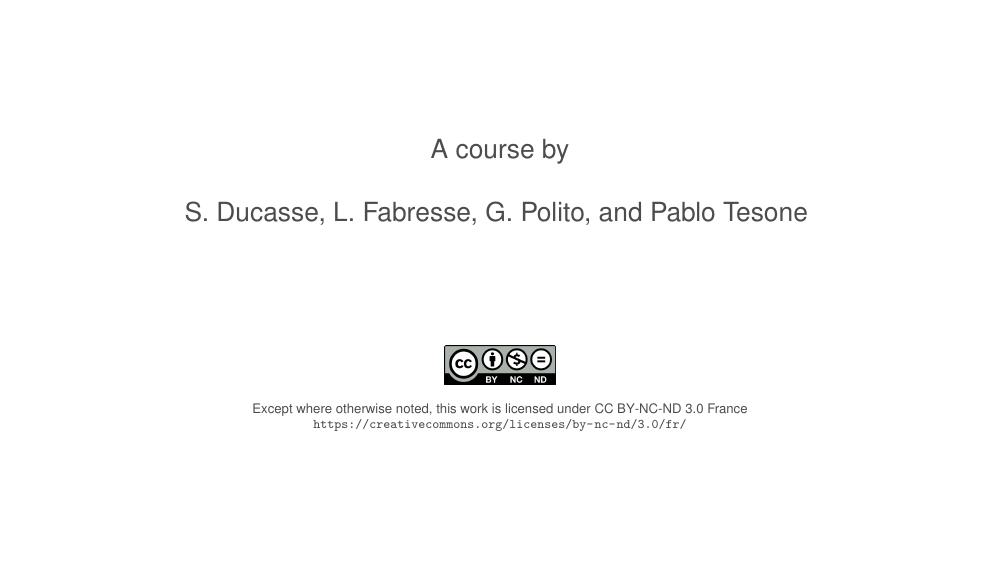 A course by
S. Ducasse, L. Fabresse, G. Polito, and Pablo Tesone
cc
BY NC ND
Except where otherwise noted, this work is licensed under CC BY-NC-ND 3.0 France
https://creativecommons.org/licenses/by-nc-nd/3.0/fr/